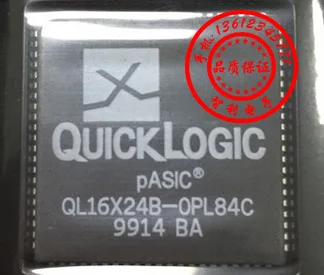 品质保证
QUICKLOGIC
pASIC®
QL16X24B-0PL84C
9914 BA